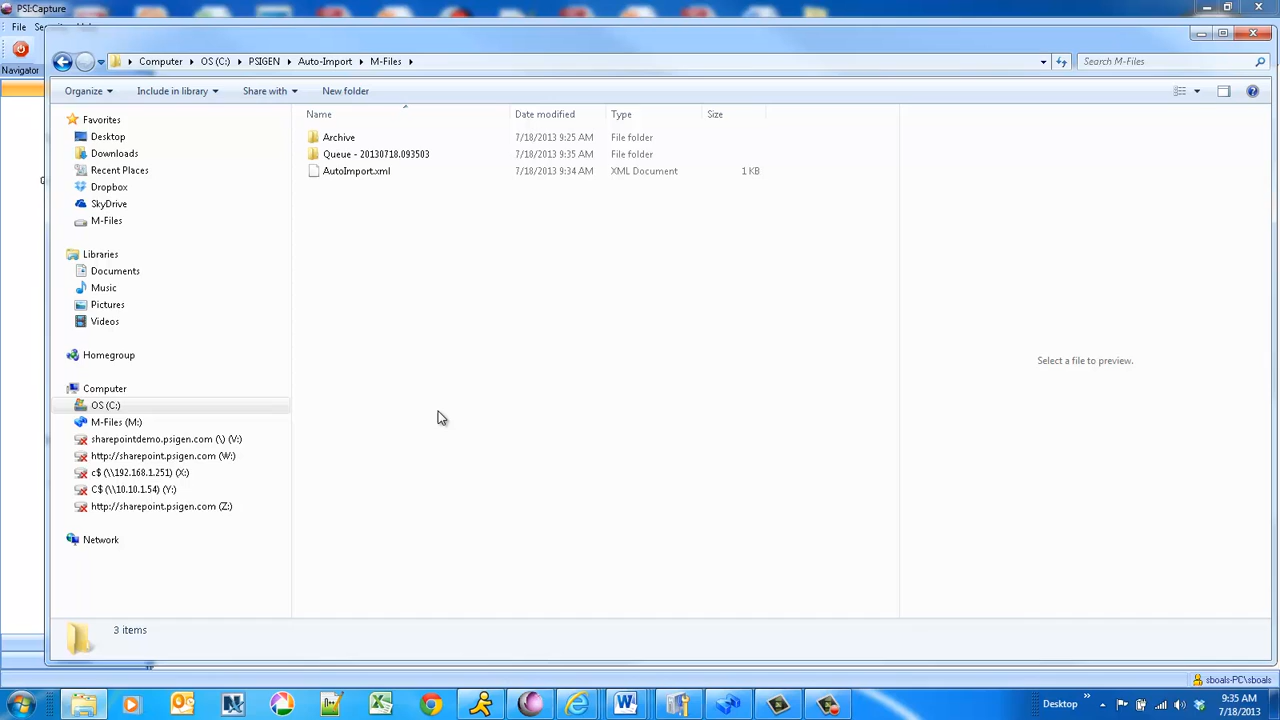 PSI:Capture
File
Navigator
Computer OS (C:) PSIGEN Auto-Import M-Files
Search M-Files
Organize Include in library Share with New folder
Name Date modified Type Size
Archive 7/18/2013 9:25 AM File folder
Queue - 20130718.093503 7/18/2013 9:35 AM File folder
AutoImport.xml 7/18/2013 9:34 AM XML Document 1 KB
Favorites
Desktop
Downloads
Recent Places
Dropbox
SkyDrive
M-Files
Libraries
Documents
Music
Pictures
Videos
Homegroup
Computer
OS (C:)
M-Files (M:)
sharepointdemo.psigen.com (\) (V:)
http://sharepoint.psigen.com (W:)
c$ (\\192.168.1.251) (X:)
C$ (\\10.10.1.54) (Y:)
http://sharepoint.psigen.com (Z:)
Network
Select a file to preview.
3 items
sboals-PC\sboals
Desktop
9:35 AM
7/18/2013